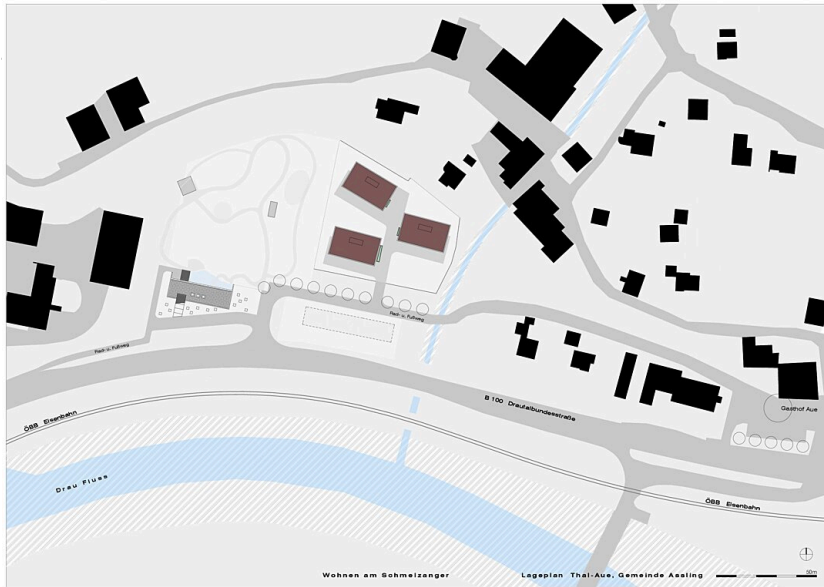 Rad- u. Fußweg
Rad- u. Fußweg
B 100 Drautalbundesstraße
Gasthof Aue
ÖBB Eisenbahn
Drau Fluss
ÖBB Eisenbahn
Wohnen am Schmelzanger
Lageplan Thal-Aue, Gemeinde Assling
50m